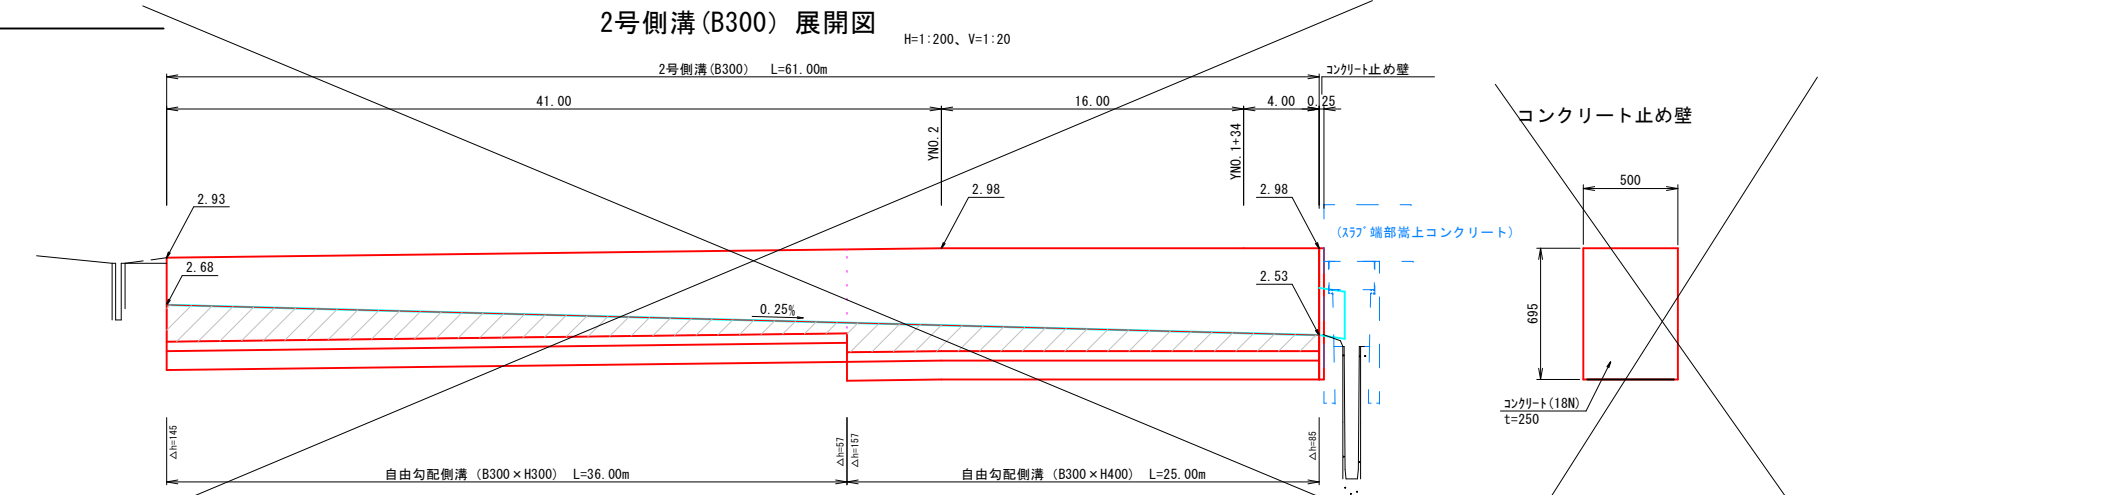 2号側溝(B300) 展開図
H=1:200、V=1:20
2号側溝(B300) L=61.00m
コンクリート止め壁
41.00
16.00
4.00
0.25
YNO.2
YNO.1+34
2.93
2.98
2.98
2.68
2.53
0.25%
(スラブ端部嵩上コンクリート)
△h=145
△h=57
△h=157
△h=85
自由勾配側溝 (B300×H300) L=36.00m
自由勾配側溝 (B300×H400) L=25.00m
コンクリート止め壁
500
695
コンクリート(18N)
t=250